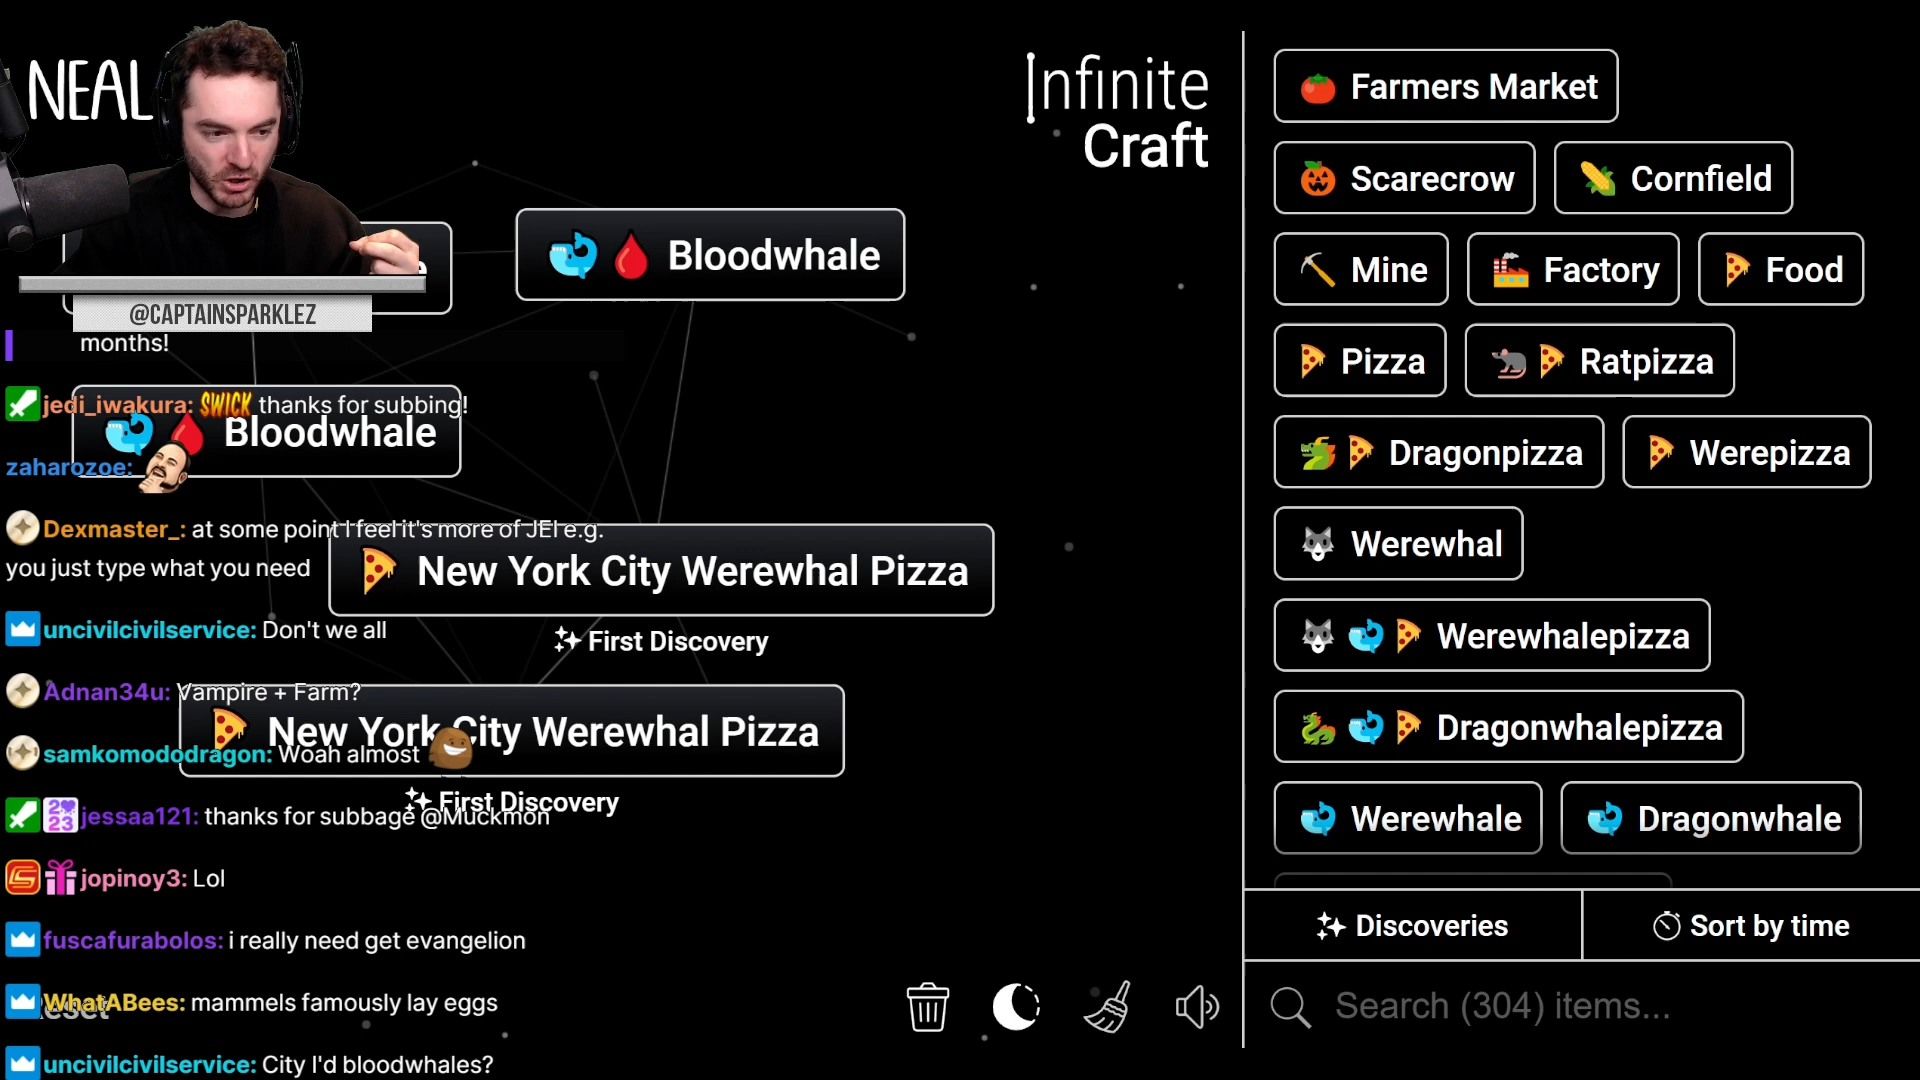 NEAL
Infinite
Craft
Bloodwhale
@CAPTAINSPARKLEZ
months!
jedi_iwakura: SWICK thanks for subbing!
Bloodwhale
zaharozoe:
Dexmaster_: at some point I feel it's more of JEI e.g.
you just type what you need
New York City Werewhal Pizza
First Discovery
uncivilcivilservice: Don't we all
Adnan34u: Vampire + Farm?
New York City Werewhal Pizza
samkomododragon: Woah almost
First Discovery
2023 jessaa121: thanks for subbage @Muckmon
jopinoy3: Lol
fuscafurabolos: i really need get evangelion
WhatABees: mammels famously lay eggs
uncivilcivilservice: City I'd bloodwhales?
Farmers Market
Scarecrow Cornfield
Mine Factory Food
Pizza Ratpizza
Dragonpizza Werepizza
Werewhal
Werewhalepizza
Dragonwhalepizza
Werewhale Dragonwhale
Discoveries Sort by time
Search (304) items...